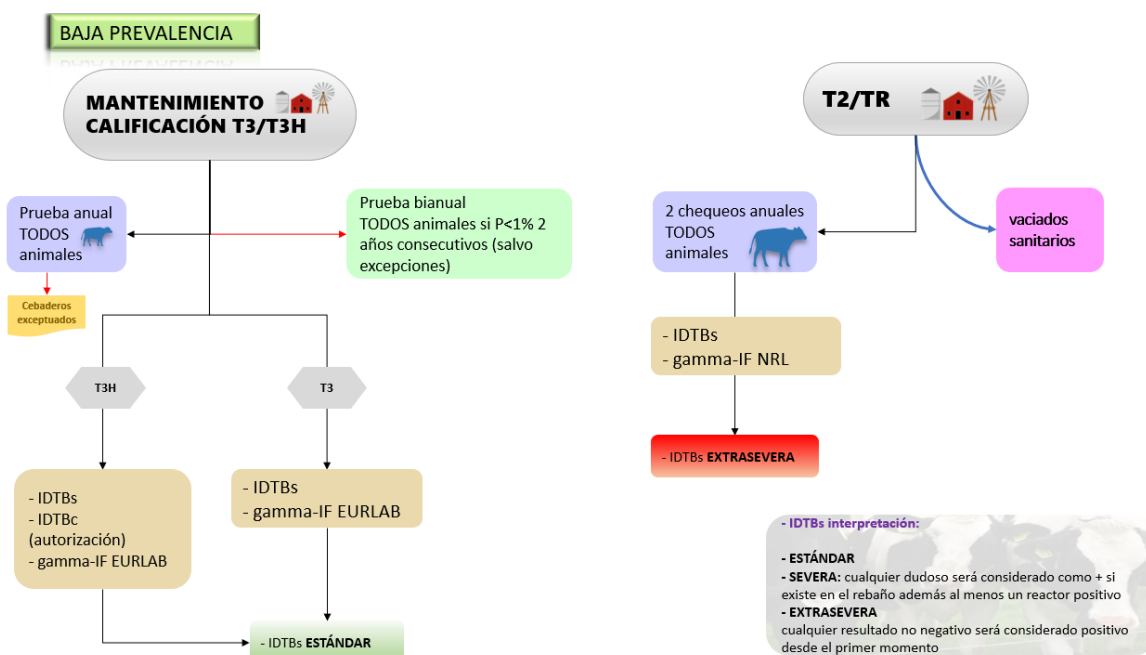 BAJA PREVALENCIA
MANTENIMIENTO
CALIFICACIÓN T3/T3H
Prueba anual
TODOS
animales
Cebaderos
exceptuados
Prueba bianual
TODOS animales si P<1% 2
años consecutivos (salvo
excepciones)
T3H
T3
- IDTBs
- IDTBc
(autorización)
- gamma-IF EURLAB
- IDTBs
- gamma-IF EURLAB
- IDTBs ESTÁNDAR
T2/TR
2 chequeos anuales
TODOS
animales
vaciados
sanitarios
- IDTBs
- gamma-IF NRL
- IDTBs EXTRASEVERA
- IDTBs interpretación:
- ESTÁNDAR
- SEVERA: cualquier dudoso será considerado como + si
existe en el rebaño además al menos un reactor positivo
- EXTRASEVERA
cualquier resultado no negativo será considerado positivo
desde el primer momento